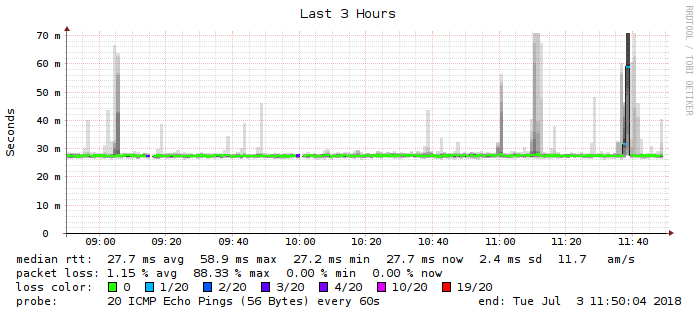 Last 3 Hours
RRDTOOL / TOBI OETIKER
Seconds
70 m
60 m
50 m
40 m
30 m
20 m
10 m
0
09:00 09:20 09:40 10:00 10:20 10:40 11:00 11:20 11:40
median rtt: 27.7 ms avg 58.9 ms max 27.2 ms min 27.7 ms now 2.4 ms sd 11.7 am/s
packet loss: 1.15 % avg 88.33 % max 0.00 % min 0.00 % now
loss color: 0 1/20 2/20 3/20 4/20 10/20 19/20
probe: 20 ICMP Echo Pings (56 Bytes) every 60s end: Tue Jul 3 11:50:04 2018